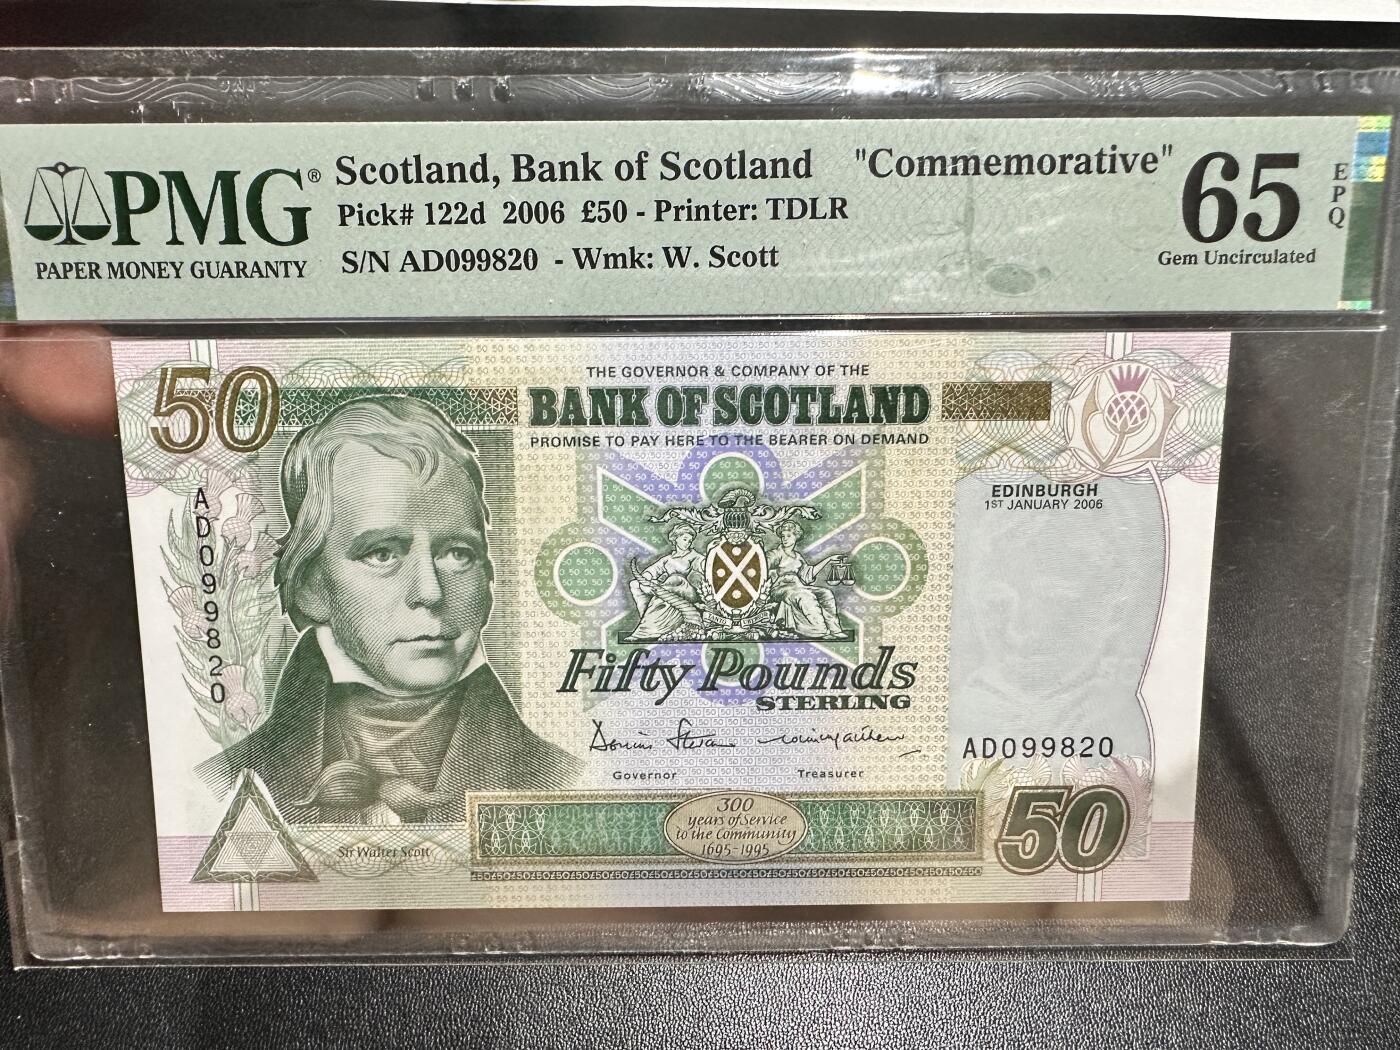 PMG®
PAPER MONEY GUARANTY
Scotland, Bank of Scotland "Commemorative"
Pick# 122d 2006 £50 - Printer: TDLR
S/N AD099820 - Wmk: W. Scott
65
EPQ
Gem Uncirculated
50
THE GOVERNOR & COMPANY OF THE
BANK OF SCOTLAND
PROMISE TO PAY HERE TO THE BEARER ON DEMAND
EDINBURGH
1ST JANUARY 2006
AD099820
Fifty Pounds
STERLING
Governor Treasurer
AD099820
300
years of Service
to the Community
1695-1995
50
Sir Walter Scott